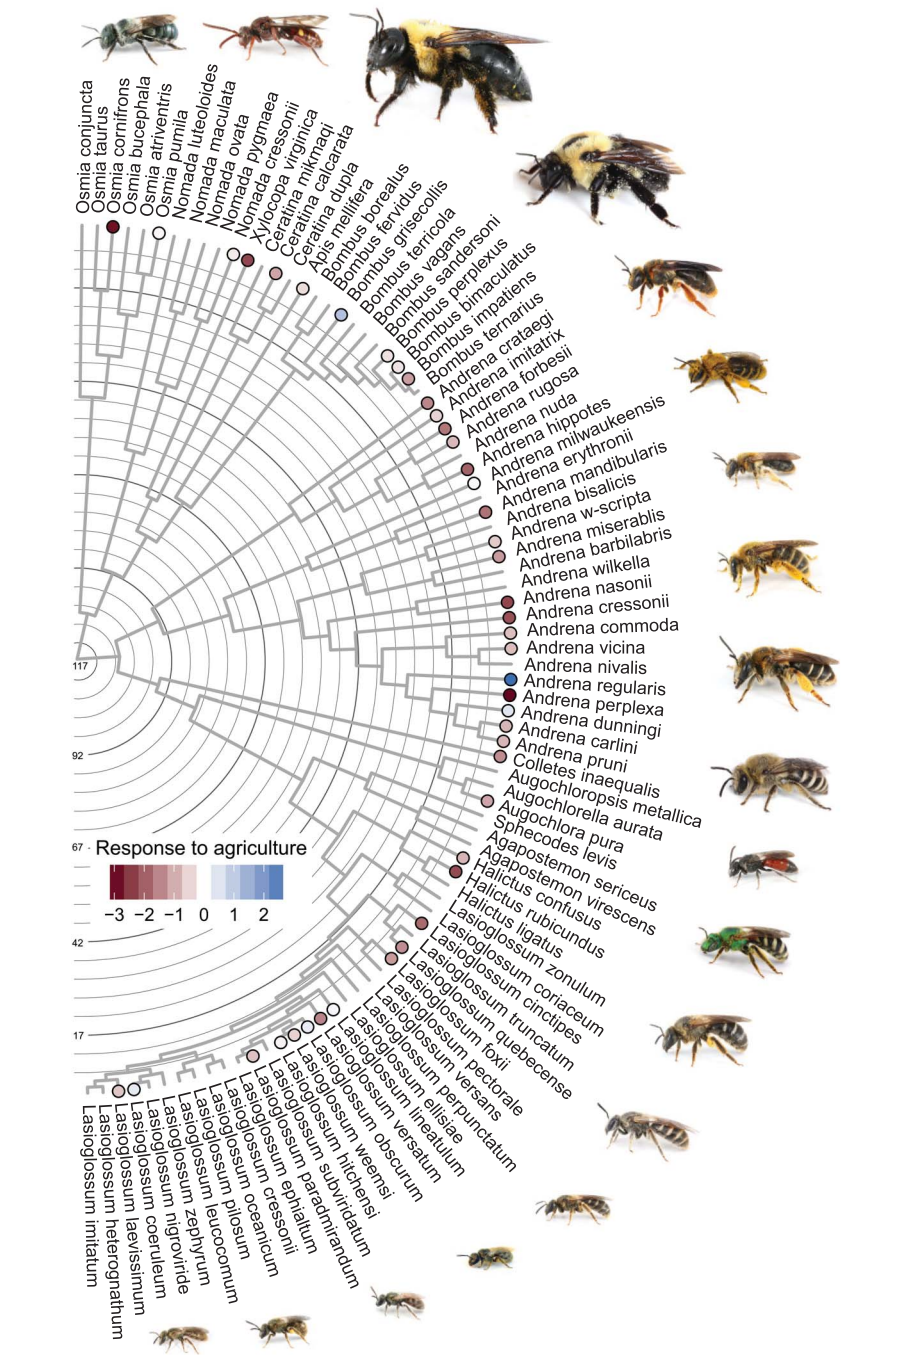 Osmia conjuncta
Osmia taurus
Osmia cornifrons
Osmia bucephala
Osmia atriventris
Osmia pumila
Nomada luteoloides
Nomada maculata
Nomada ovata
Nomada pygmaea
Nomada cressonii
Xylocopa virginica
Ceratina mikmaqi
Ceratina calcarata
Ceratina dupla
Apis mellifera
Bombus borealus
Bombus fervidus
Bombus grisecollis
Bombus terricola
Bombus vagans
Bombus sandersoni
Bombus perplexus
Bombus bimaculatus
Bombus impatiens
Bombus ternarius
Andrena crataegi
Andrena imitatrix
Andrena forbesii
Andrena rugosa
Andrena nuda
Andrena hippotes
Andrena milwaukeensis
Andrena erythronii
Andrena mandibularis
Andrena bisalicis
Andrena w-scripta
Andrena miserablis
Andrena barbilabris
Andrena wilkella
Andrena nasonii
Andrena cressonii
Andrena commoda
Andrena vicina
Andrena nivalis
Andrena regularis
Andrena perplexa
Andrena dunningi
Andrena carlini
Andrena pruni
Colletes inaequalis
Augochloropsis metallica
Augochlorella aurata
Augochlora pura
Sphecodes levis
Agapostemon sericeus
Agapostemon virescens
Halictus confusus
Halictus rubicundus
Halictus ligatus
Lasioglossum zonulum
Lasioglossum coriaceum
Lasioglossum cinctipes
Lasioglossum truncatum
Lasioglossum quebecense
Lasioglossum foxii
Lasioglossum pectorale
Lasioglossum versans
Lasioglossum perpunctatum
Lasioglossum ellisiae
Lasioglossum lineatulum
Lasioglossum versatum
Lasioglossum obscurum
Lasioglossum weemsi
Lasioglossum hitchensi
Lasioglossum subviridatum
Lasioglossum paradmirandum
Lasioglossum ephialtum
Lasioglossum cressonii
Lasioglossum oceanicum
Lasioglossum pilosum
Lasioglossum leucocomum
Lasioglossum zephyrum
Lasioglossum nigroviride
Lasioglossum coeruleum
Lasioglossum laevissimum
Lasioglossum heterognathum
Lasioglossum imitatum
117
92
67
42
17
Response to agriculture
−3 −2 −1 0 1 2